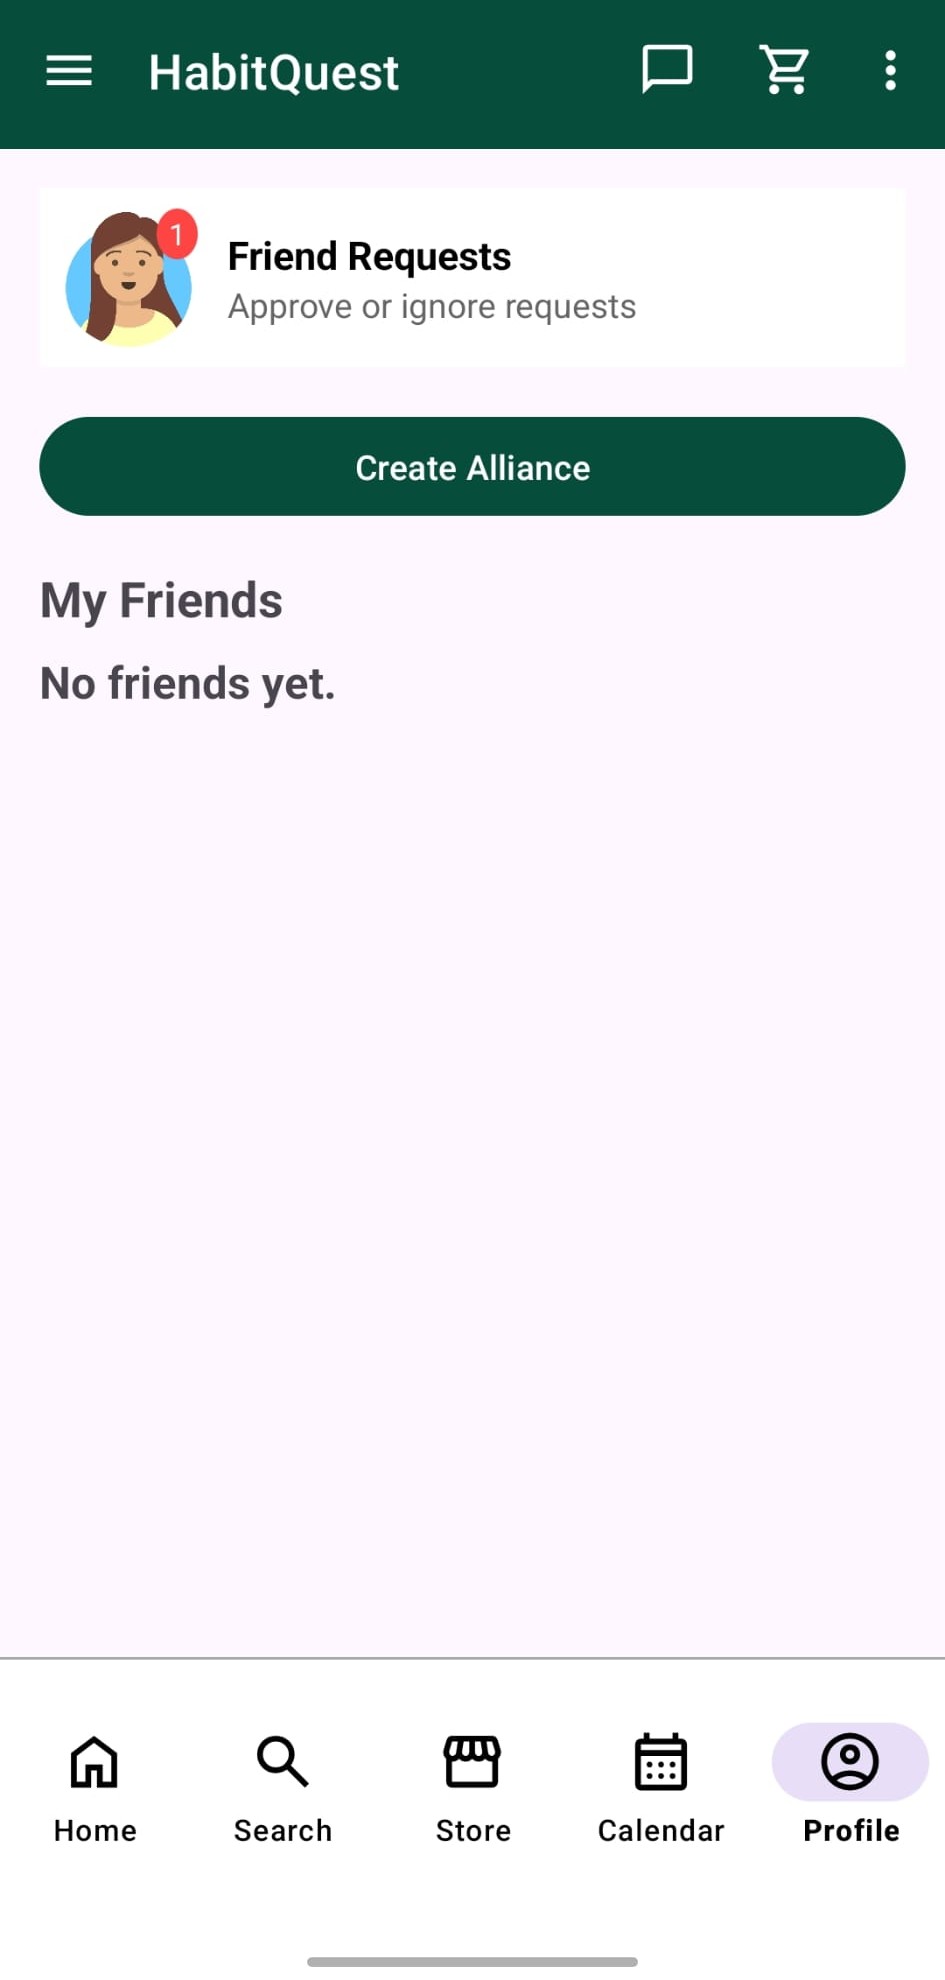 HabitQuest
1
Friend Requests
Approve or ignore requests
Create Alliance
My Friends
No friends yet.
Home
Search
Store
Calendar
Profile